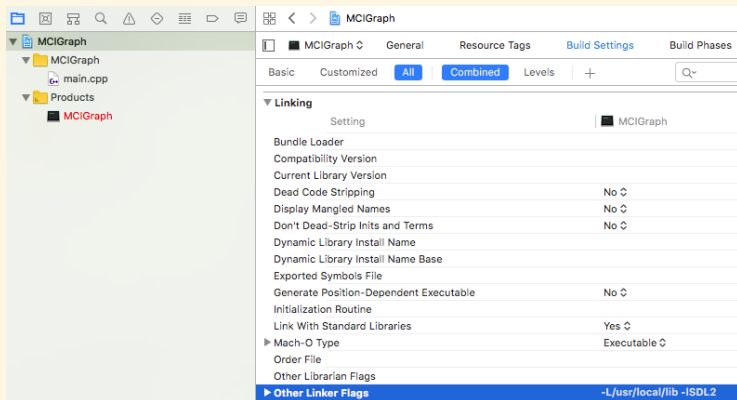 MCIGraph
MCIGraph
MCIGraph
main.cpp
Products
MCIGraph
MCIGraph General Resource Tags Build Settings Build Phases
Basic Customized All Combined Levels +
Linking
Setting MCIGraph
Bundle Loader
Compatibility Version
Current Library Version
Dead Code Stripping No
Display Mangled Names No
Don't Dead-Strip Inits and Terms No
Dynamic Library Install Name
Dynamic Library Install Name Base
Exported Symbols File
Generate Position-Dependent Executable No
Initialization Routine
Link With Standard Libraries Yes
Mach-O Type Executable
Order File
Other Librarian Flags
Other Linker Flags -L/usr/local/lib -lSDL2